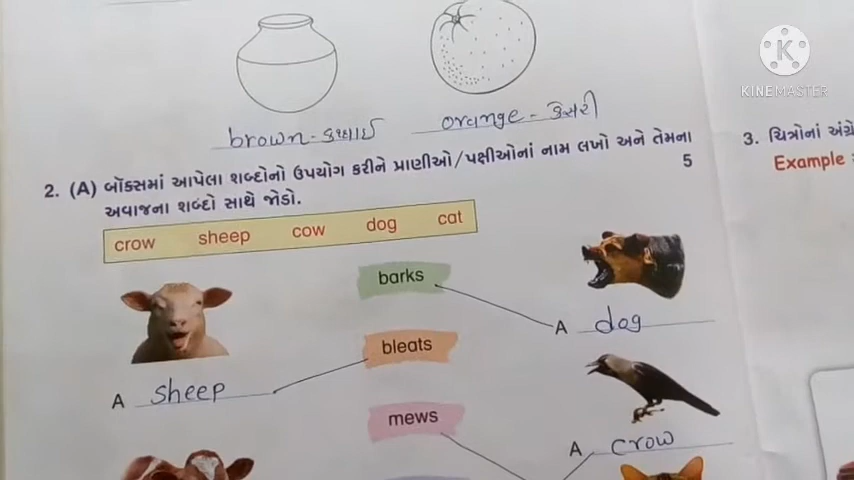 K
KINEMASTER
brown - કથ્થાઈ orange - કેસરી
2. (A) બૉક્સમાં આપેલા શબ્દોનો ઉપયોગ કરીને પ્રાણીઓ/પક્ષીઓનાં નામ લખો અને તેમના
અવાજના શબ્દો સાથે જોડો. 5
3. ચિત્રોનાં
Example
crow sheep cow dog cat
barks
A dog
bleats
A sheep
mews
A crow